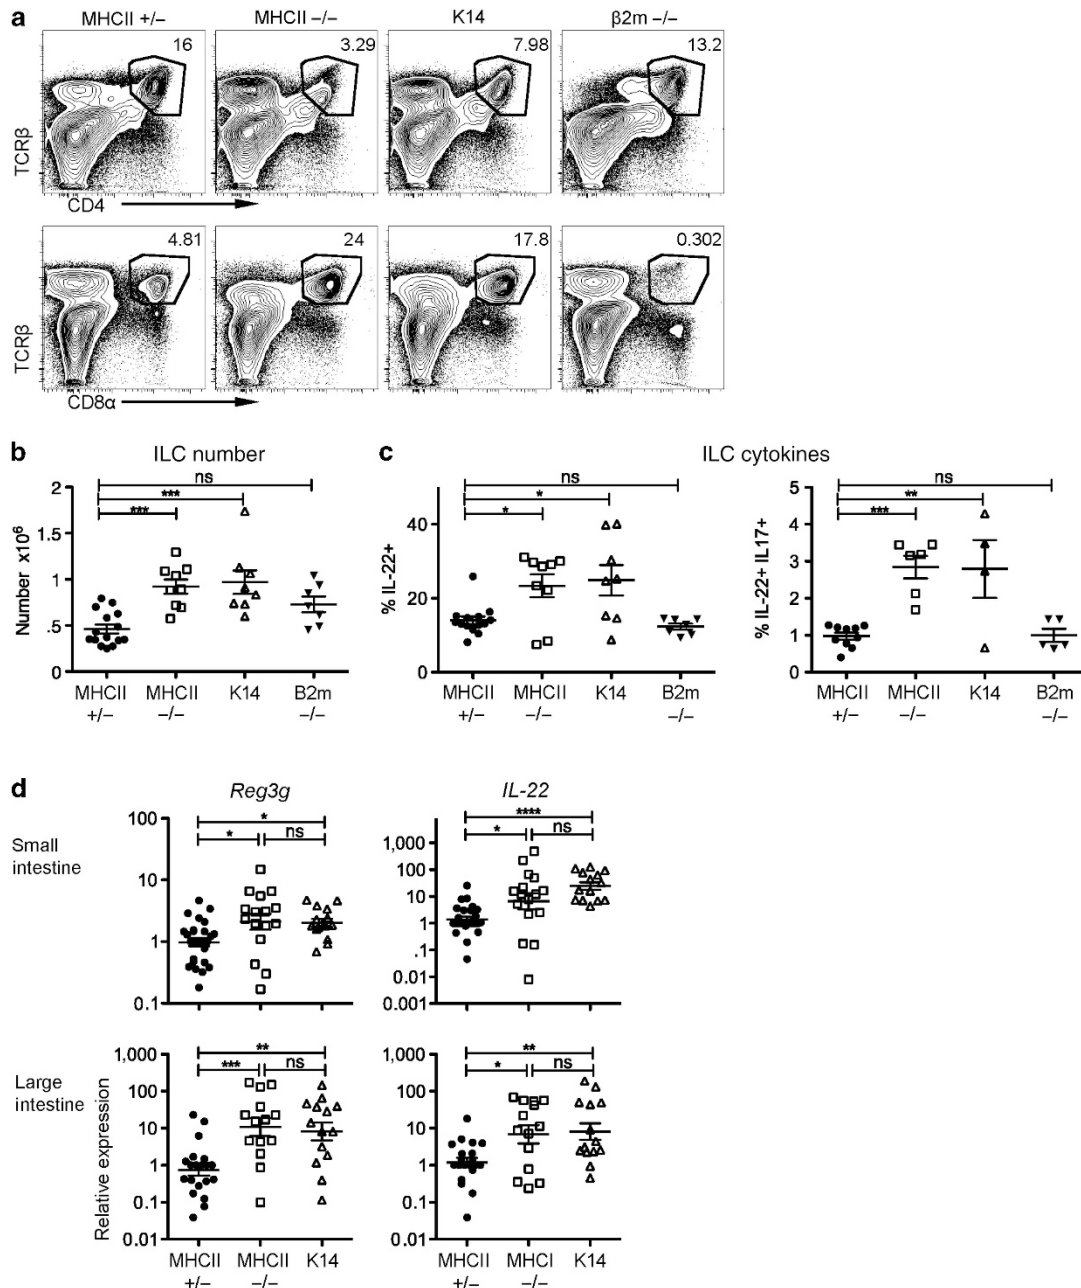 a
MHCII +/– MHCII –/– K14 β2m –/–
16 3.29 7.98 13.2
TCRβ
CD4
4.81 24 17.8 0.302
TCRβ
CD8α
b ILC number
ns
***
***
Number x10⁶
2
1.5
1
.5
0
MHCII +/– MHCII –/– K14 B2m –/–
c ILC cytokines
ns
*
*
% IL-22+
40
20
0
MHCII +/– MHCII –/– K14 B2m –/–
ns
**
***
% IL-22+ IL17+
5
4
3
2
1
0
MHCII +/– MHCII –/– K14 B2m –/–
d
Reg3g IL-22
Small intestine
*
* ns
100
10
1
0.1
****
* ns
1,000
100
10
1
.1
0.01
0.001
Large intestine
Relative expression
**
*** ns
1,000
100
10
1
0.1
0.01
MHCII +/– MHCII –/– K14
**
* ns
1,000
100
10
1
0.1
0.01
MHCII +/– MHCI –/– K14